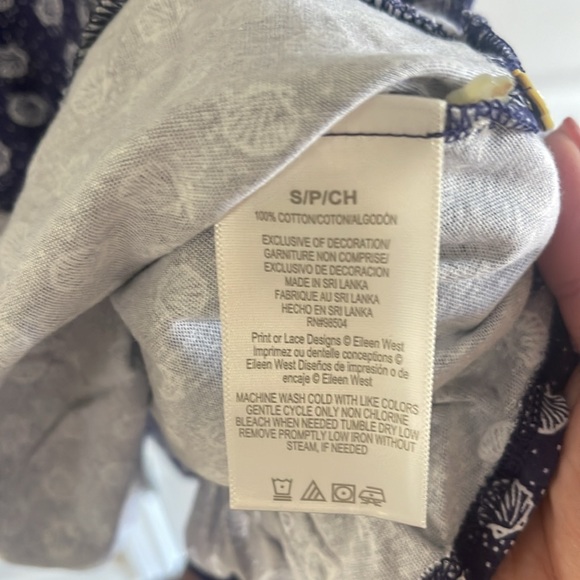 S/P/CH
100% COTTON/COTON/ALGODÓN
EXCLUSIVE OF DECORATION/
GARNITURE NON COMPRISE/
EXCLUSIVO DE DECORACION
MADE IN SRI LANKA
FABRIQUE AU SRI LANKA
HECHO EN SRI LANKA
RN#98504
Print or Lace Designs © Eileen West
Imprimez ou dentelle conceptions ©
Eileen West Diseños de impresión o de
encaje © Eileen West
MACHINE WASH COLD WITH LIKE COLORS
GENTLE CYCLE ONLY NON CHLORINE
BLEACH WHEN NEEDED TUMBLE DRY LOW
REMOVE PROMPTLY LOW IRON WITHOUT
STEAM, IF NEEDED